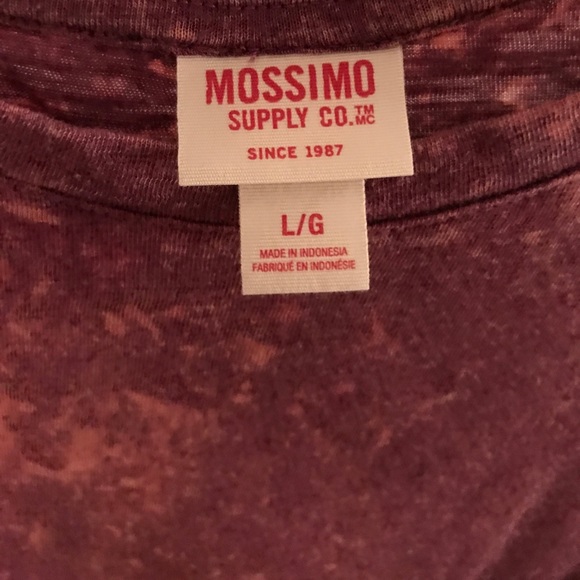 MOSSIMO
SUPPLY CO.™ MC
SINCE 1987
L/G
MADE IN INDONESIA
FABRIQUÉ EN INDONÉSIE